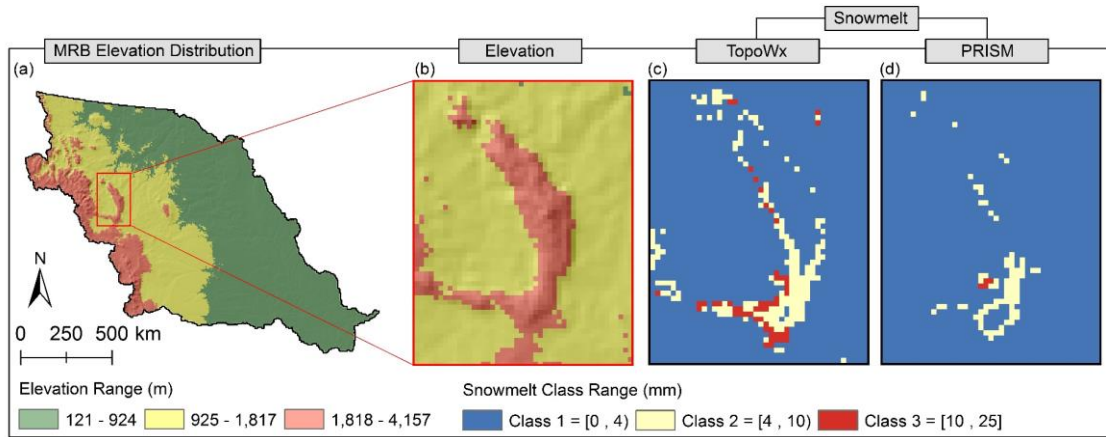 Snowmelt
MRB Elevation Distribution
Elevation
TopoWx
PRISM
(a)
(b)
(c)
(d)
N
0 250 500 km
Elevation Range (m)
121 - 924 925 - 1,817 1,818 - 4,157
Snowmelt Class Range (mm)
Class 1 = [0 , 4) Class 2 = [4 , 10) Class 3 = [10 , 25]